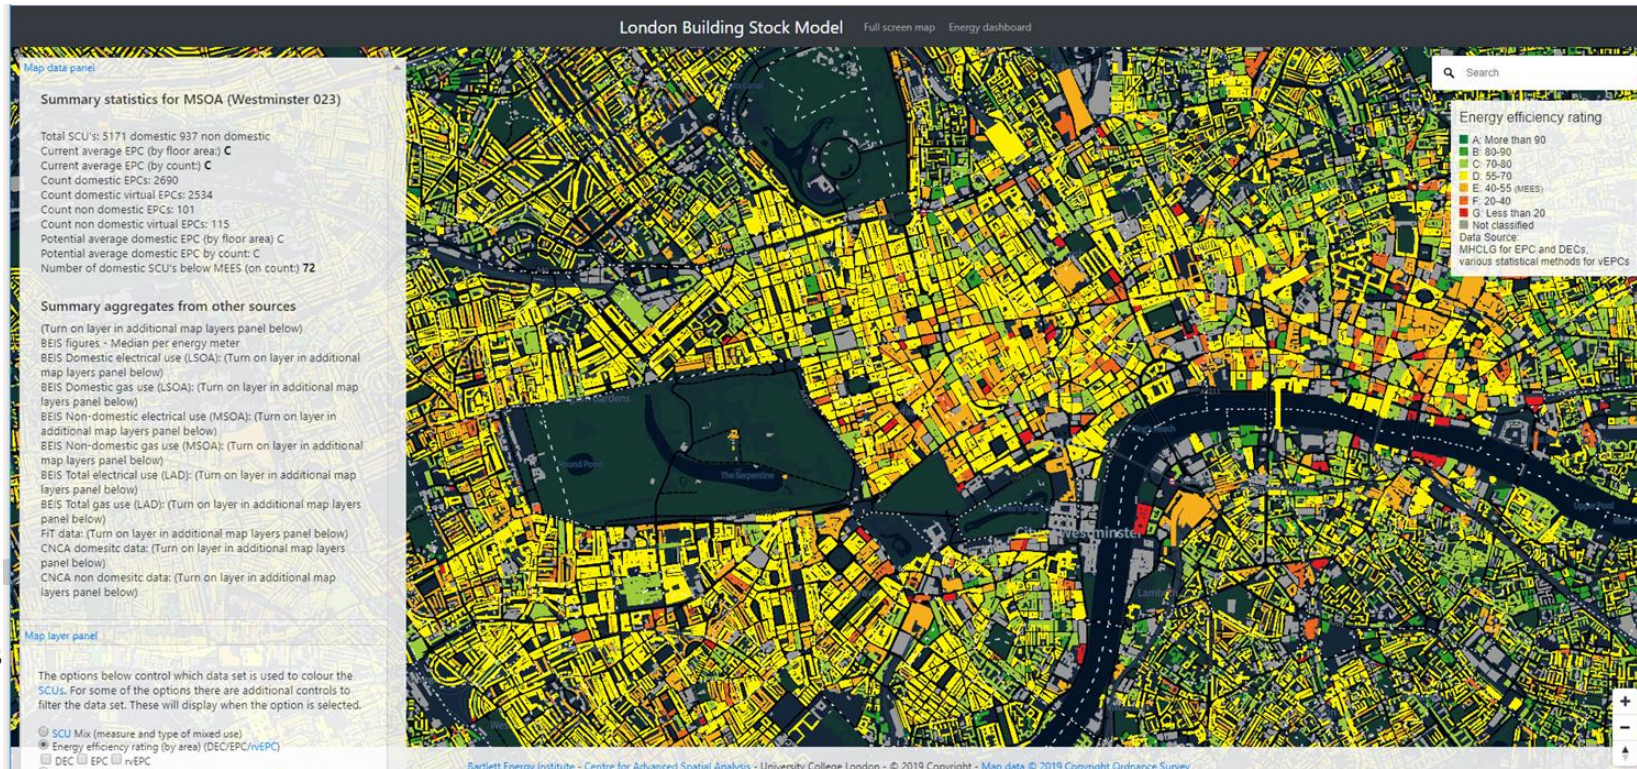 London Building Stock Model Full screen map Energy dashboard
Map data panel
Summary statistics for MSOA (Westminster 023)
Total SCU's: 5171 domestic 937 non domestic
Current average EPC (by floor area:) C
Current average EPC (by count:) C
Count domestic EPCs: 2690
Count domestic virtual EPCs: 2534
Count non domestic EPCs: 101
Count non domestic virtual EPCs: 115
Potential average domestic EPC (by floor area) C
Potential average domestic EPC by count: C
Number of domestic SCU's below MEES (on count:) 72
Summary aggregates from other sources
(Turn on layer in additional map layers panel below)
BEIS figures - Median per energy meter
BEIS Domestic electrical use (LSOA): (Turn on layer in additional
map layers panel below)
BEIS Domestic gas use (LSOA): (Turn on layer in additional map
layers panel below)
BEIS Non-domestic electrical use (MSOA): (Turn on layer in
additional map layers panel below)
BEIS Non-domestic gas use (MSOA): (Turn on layer in additional
map layers panel below)
BEIS Total electrical use (LAD): (Turn on layer in additional map
layers panel below)
BEIS Total gas use (LAD): (Turn on layer in additional map layers
panel below)
FiT data: (Turn on layer in additional map layers panel below)
CNCA domesitc data: (Turn on layer in additional map layers
panel below)
CNCA non domesitc data: (Turn on layer in additional map
layers panel below)
Map layer panel
The options below control which data set is used to colour the
SCUs. For some of the options there are additional controls to
filter the data set. These will display when the option is selected.
SCU Mix (measure and type of mixed use)
Energy efficiency rating (by area) (DEC/EPC/rvEPC)
DEC EPC rvEPC
Search
Energy efficiency rating
A: More than 90
B: 80-90
C: 70-80
D: 55-70
E: 40-55 (MEES)
F: 20-40
G: Less than 20
Not classified
Data Source:
MHCLG for EPC and DECs,
various statistical methods for vEPCs
Gardens
Round Pond
The Serpentine
Westminster
Lambeth
+
−
Bartlett Energy Institute - Centre for Advanced Spatial Analysis - University College London - © 2019 Copyright - Map data © 2019 Copyright Ordnance Survey